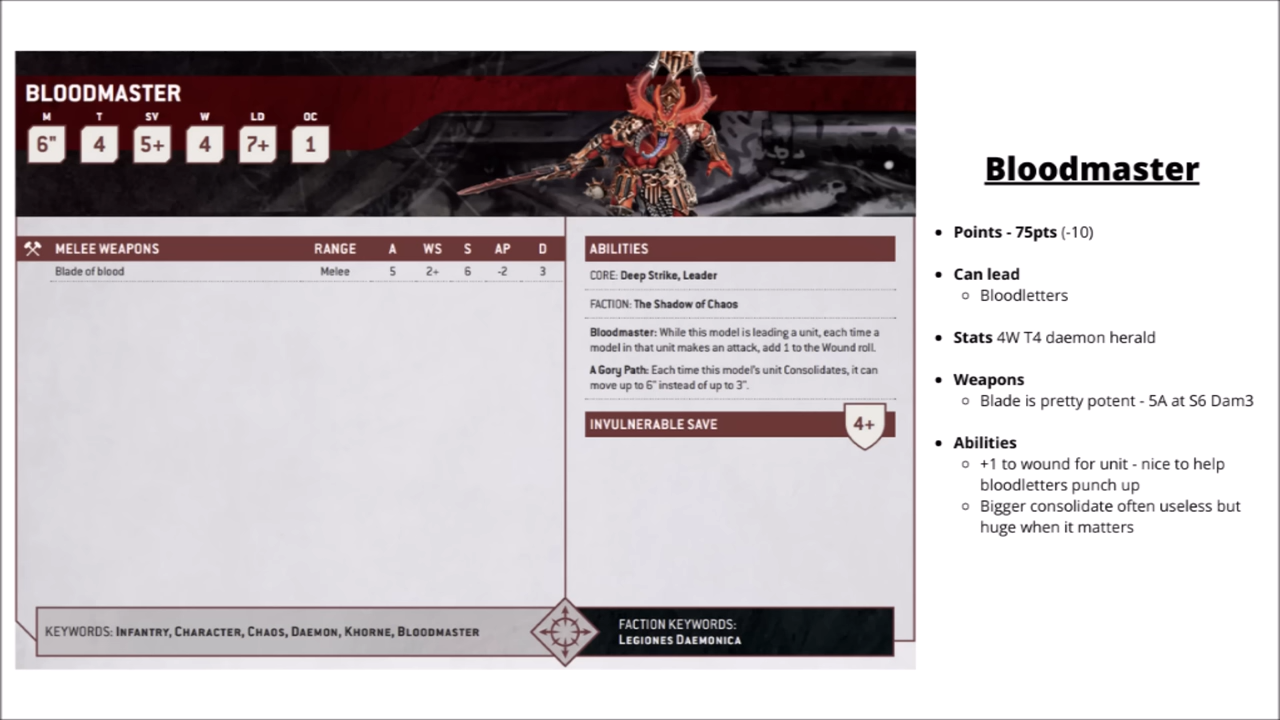 BLOODMASTER
M T SV W LD OC
6" 4 5+ 4 7+ 1
MELEE WEAPONS RANGE A WS S AP D
Blade of blood Melee 5 2+ 6 -2 3
ABILITIES
CORE: Deep Strike, Leader
FACTION: The Shadow of Chaos
Bloodmaster: While this model is leading a unit, each time a
model in that unit makes an attack, add 1 to the Wound roll.
A Gory Path: Each time this model's unit Consolidates, it can
move up to 6" instead of up to 3".
INVULNERABLE SAVE 4+
KEYWORDS: INFANTRY, CHARACTER, CHAOS, DAEMON, KHORNE, BLOODMASTER
FACTION KEYWORDS:
LEGIONES DAEMONICA
Bloodmaster
• Points - 75pts (-10)
• Can lead
○ Bloodletters
• Stats 4W T4 daemon herald
• Weapons
○ Blade is pretty potent - 5A at S6 Dam3
• Abilities
○ +1 to wound for unit - nice to help
bloodletters punch up
○ Bigger consolidate often useless but
huge when it matters